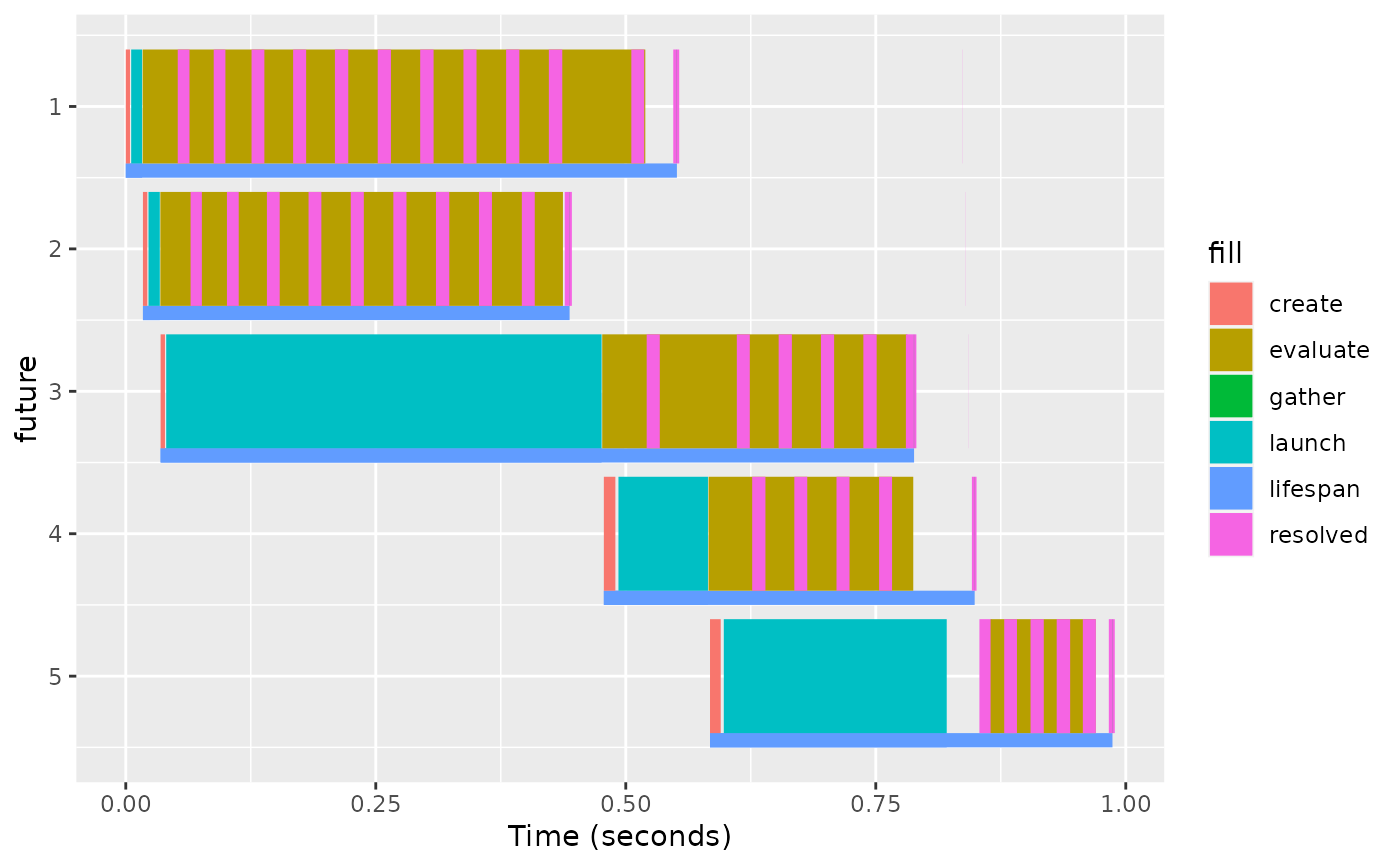 1
2
3
4
5
future
0.00
0.25
0.50
0.75
1.00
Time (seconds)
fill
create
evaluate
gather
launch
lifespan
resolved